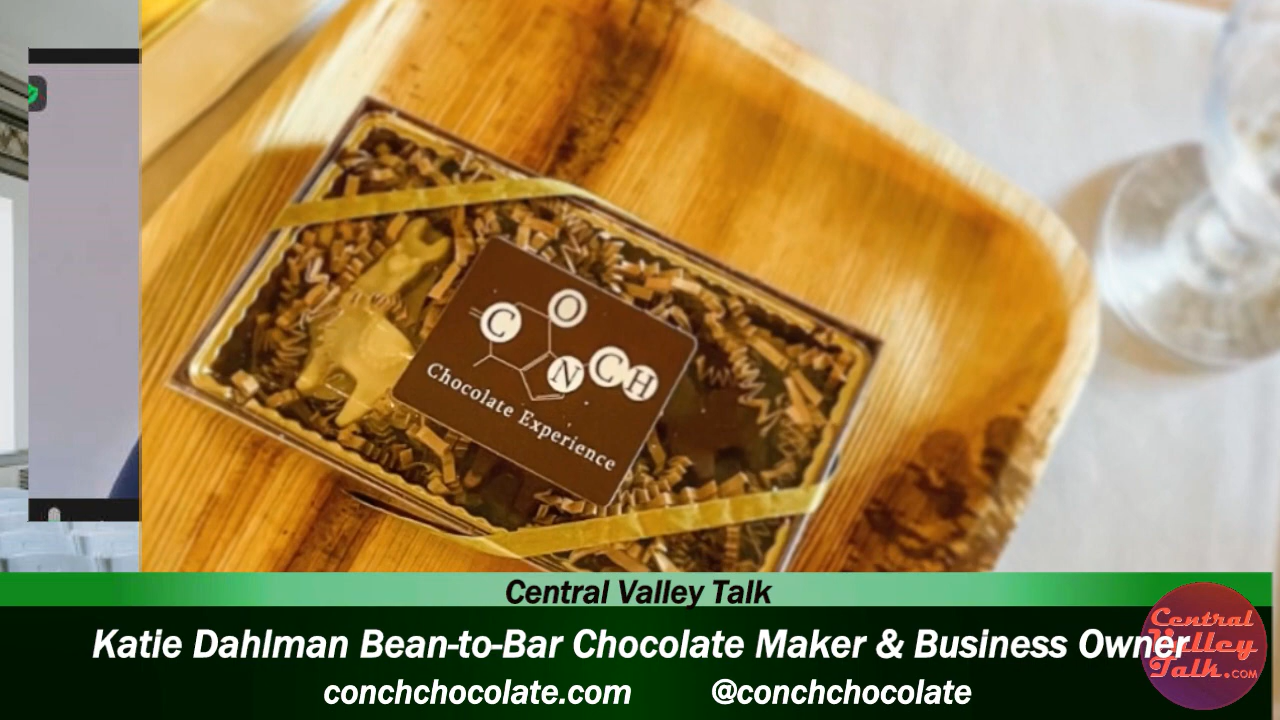 CONCH
Chocolate Experience
Central Valley Talk
Katie Dahlman Bean-to-Bar Chocolate Maker & Business Owner
conchchocolate.com @conchchocolate
Central
Valley
Talk.COM